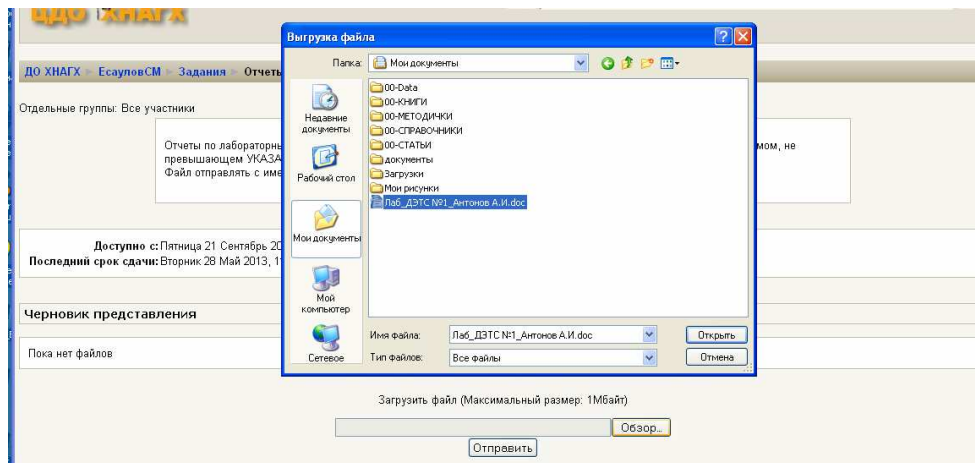 ЦДО ХНАГХ
Выгрузка файла
Папка: Мои документы
ДО ХНАГХ ► ЕсауловСМ ► Задания ► Отчеты
Отдельные группы: Все участники
Отчеты по лабораторн
мом, не
превышающем УКАЗА
Файл отправлять с име
Недавние документы
Рабочий стол
Мои документы
Мой компьютер
Сетевое
00-Data
00-КНИГИ
00-МЕТОДИЧКИ
00-СПРАВОЧНИКИ
00-СТАТЬИ
документы
Загрузки
Мои рисунки
Лаб_ДЭТС №1_Антонов А.И.doc
Имя файла: Лаб_ДЭТС №1_Антонов А.И.doc Открыть
Тип файлов: Все файлы Отмена
Доступно с: Пятница 21 Сентябрь 20
Последний срок сдачи: Вторник 28 Май 2013, 1
Черновик представления
Пока нет файлов
Загрузить файл (Максимальный размер: 1Мбайт)
Обзор...
Отправить